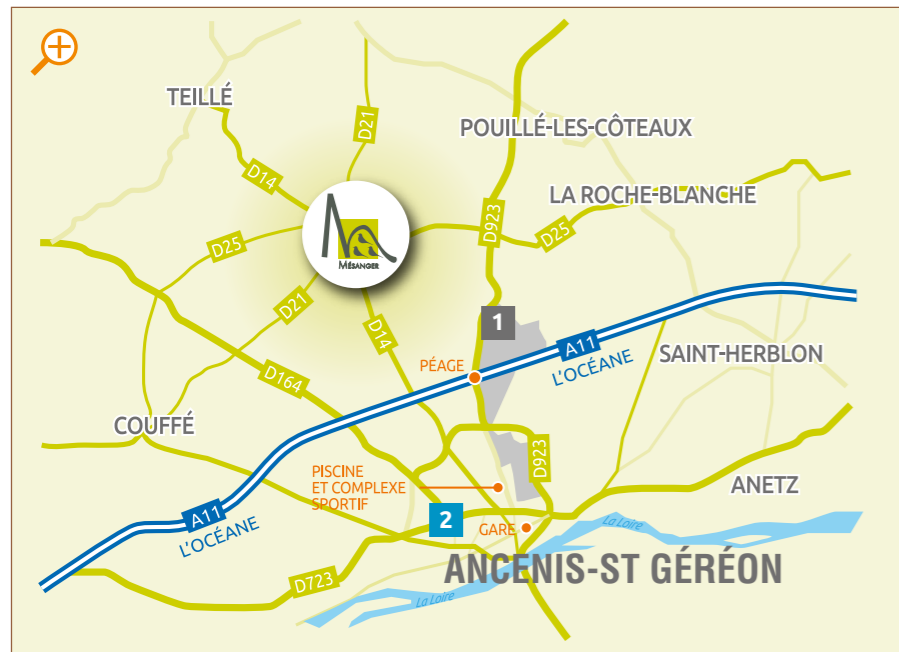 TEILLÉ
D21
POUILLÉ-LES-CÔTEAUX
D14
LA ROCHE-BLANCHE
D923
D25
D25
MÉSANGER
D21
D14
1
A11
L'OCÉANE
SAINT-HERBLON
PÉAGE
D164
COUFFÉ
D923
PISCINE
ET COMPLEXE
SPORTIF
ANETZ
A11
L'OCÉANE
2
GARE
La Loire
ANCENIS-ST GÉRÉON
D723
La Loire